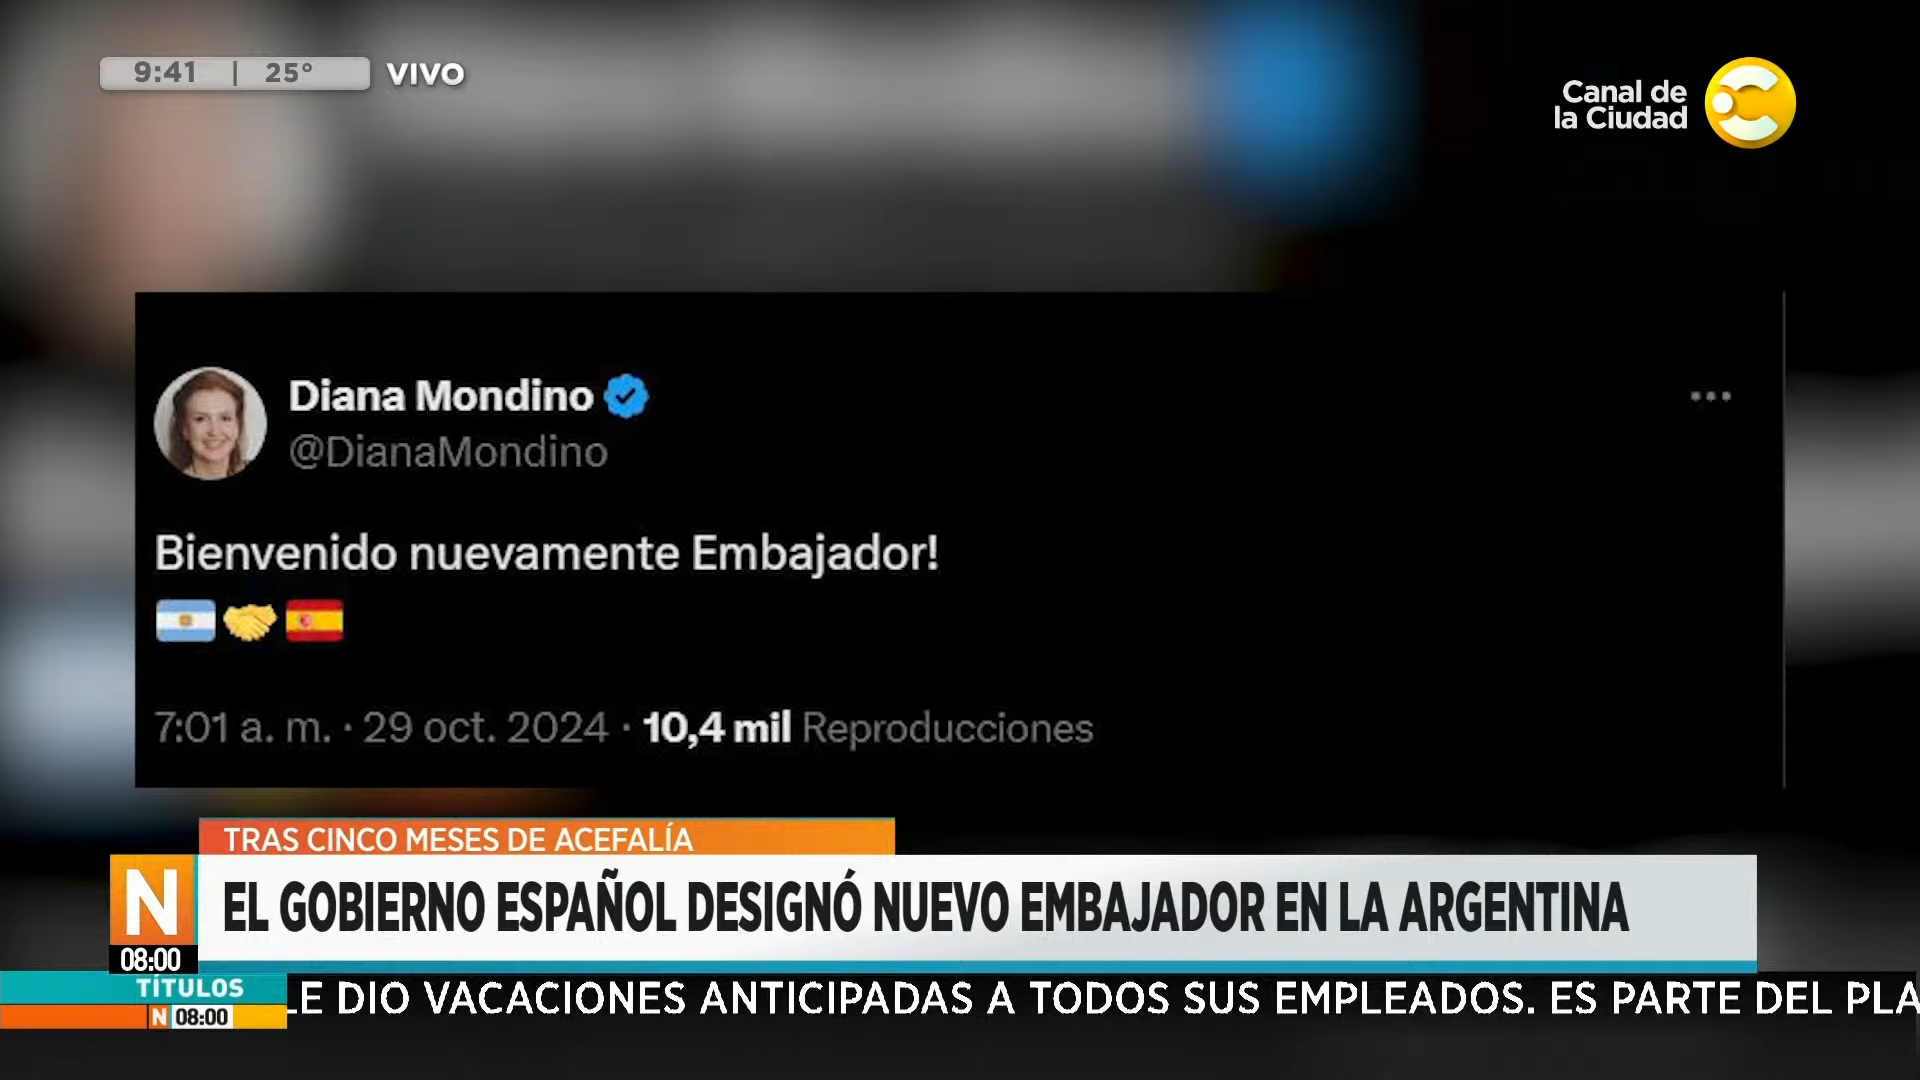 9:41 | 25° VIVO
Canal de
la Ciudad
Diana Mondino
@DianaMondino
Bienvenido nuevamente Embajador!
7:01 a. m. · 29 oct. 2024 · 10,4 mil Reproducciones
TRAS CINCO MESES DE ACEFALÍA
N EL GOBIERNO ESPAÑOL DESIGNÓ NUEVO EMBAJADOR EN LA ARGENTINA
08:00
TÍTULOS
LE DIO VACACIONES ANTICIPADAS A TODOS SUS EMPLEADOS. ES PARTE DEL PLA
N 08:00